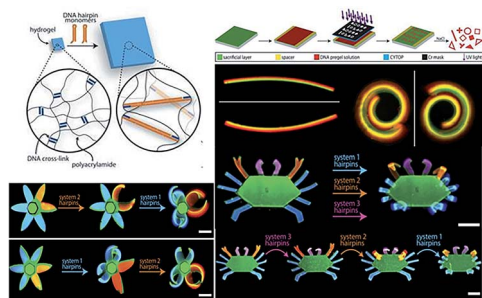 hydrogel
DNA hairpin
monomers
DNA cross-link
polyacrylamide
NaCl
sacrificial layer
spacer
DNA pregel solution
CYTOP
Cr mask
UV light
system 2
hairpins
system 1
hairpins
system 1
hairpins
system 2
hairpins
system 1
hairpins
system 2
hairpins
system 3
hairpins
system 3
hairpins
system 2
hairpins
system 1
hairpins